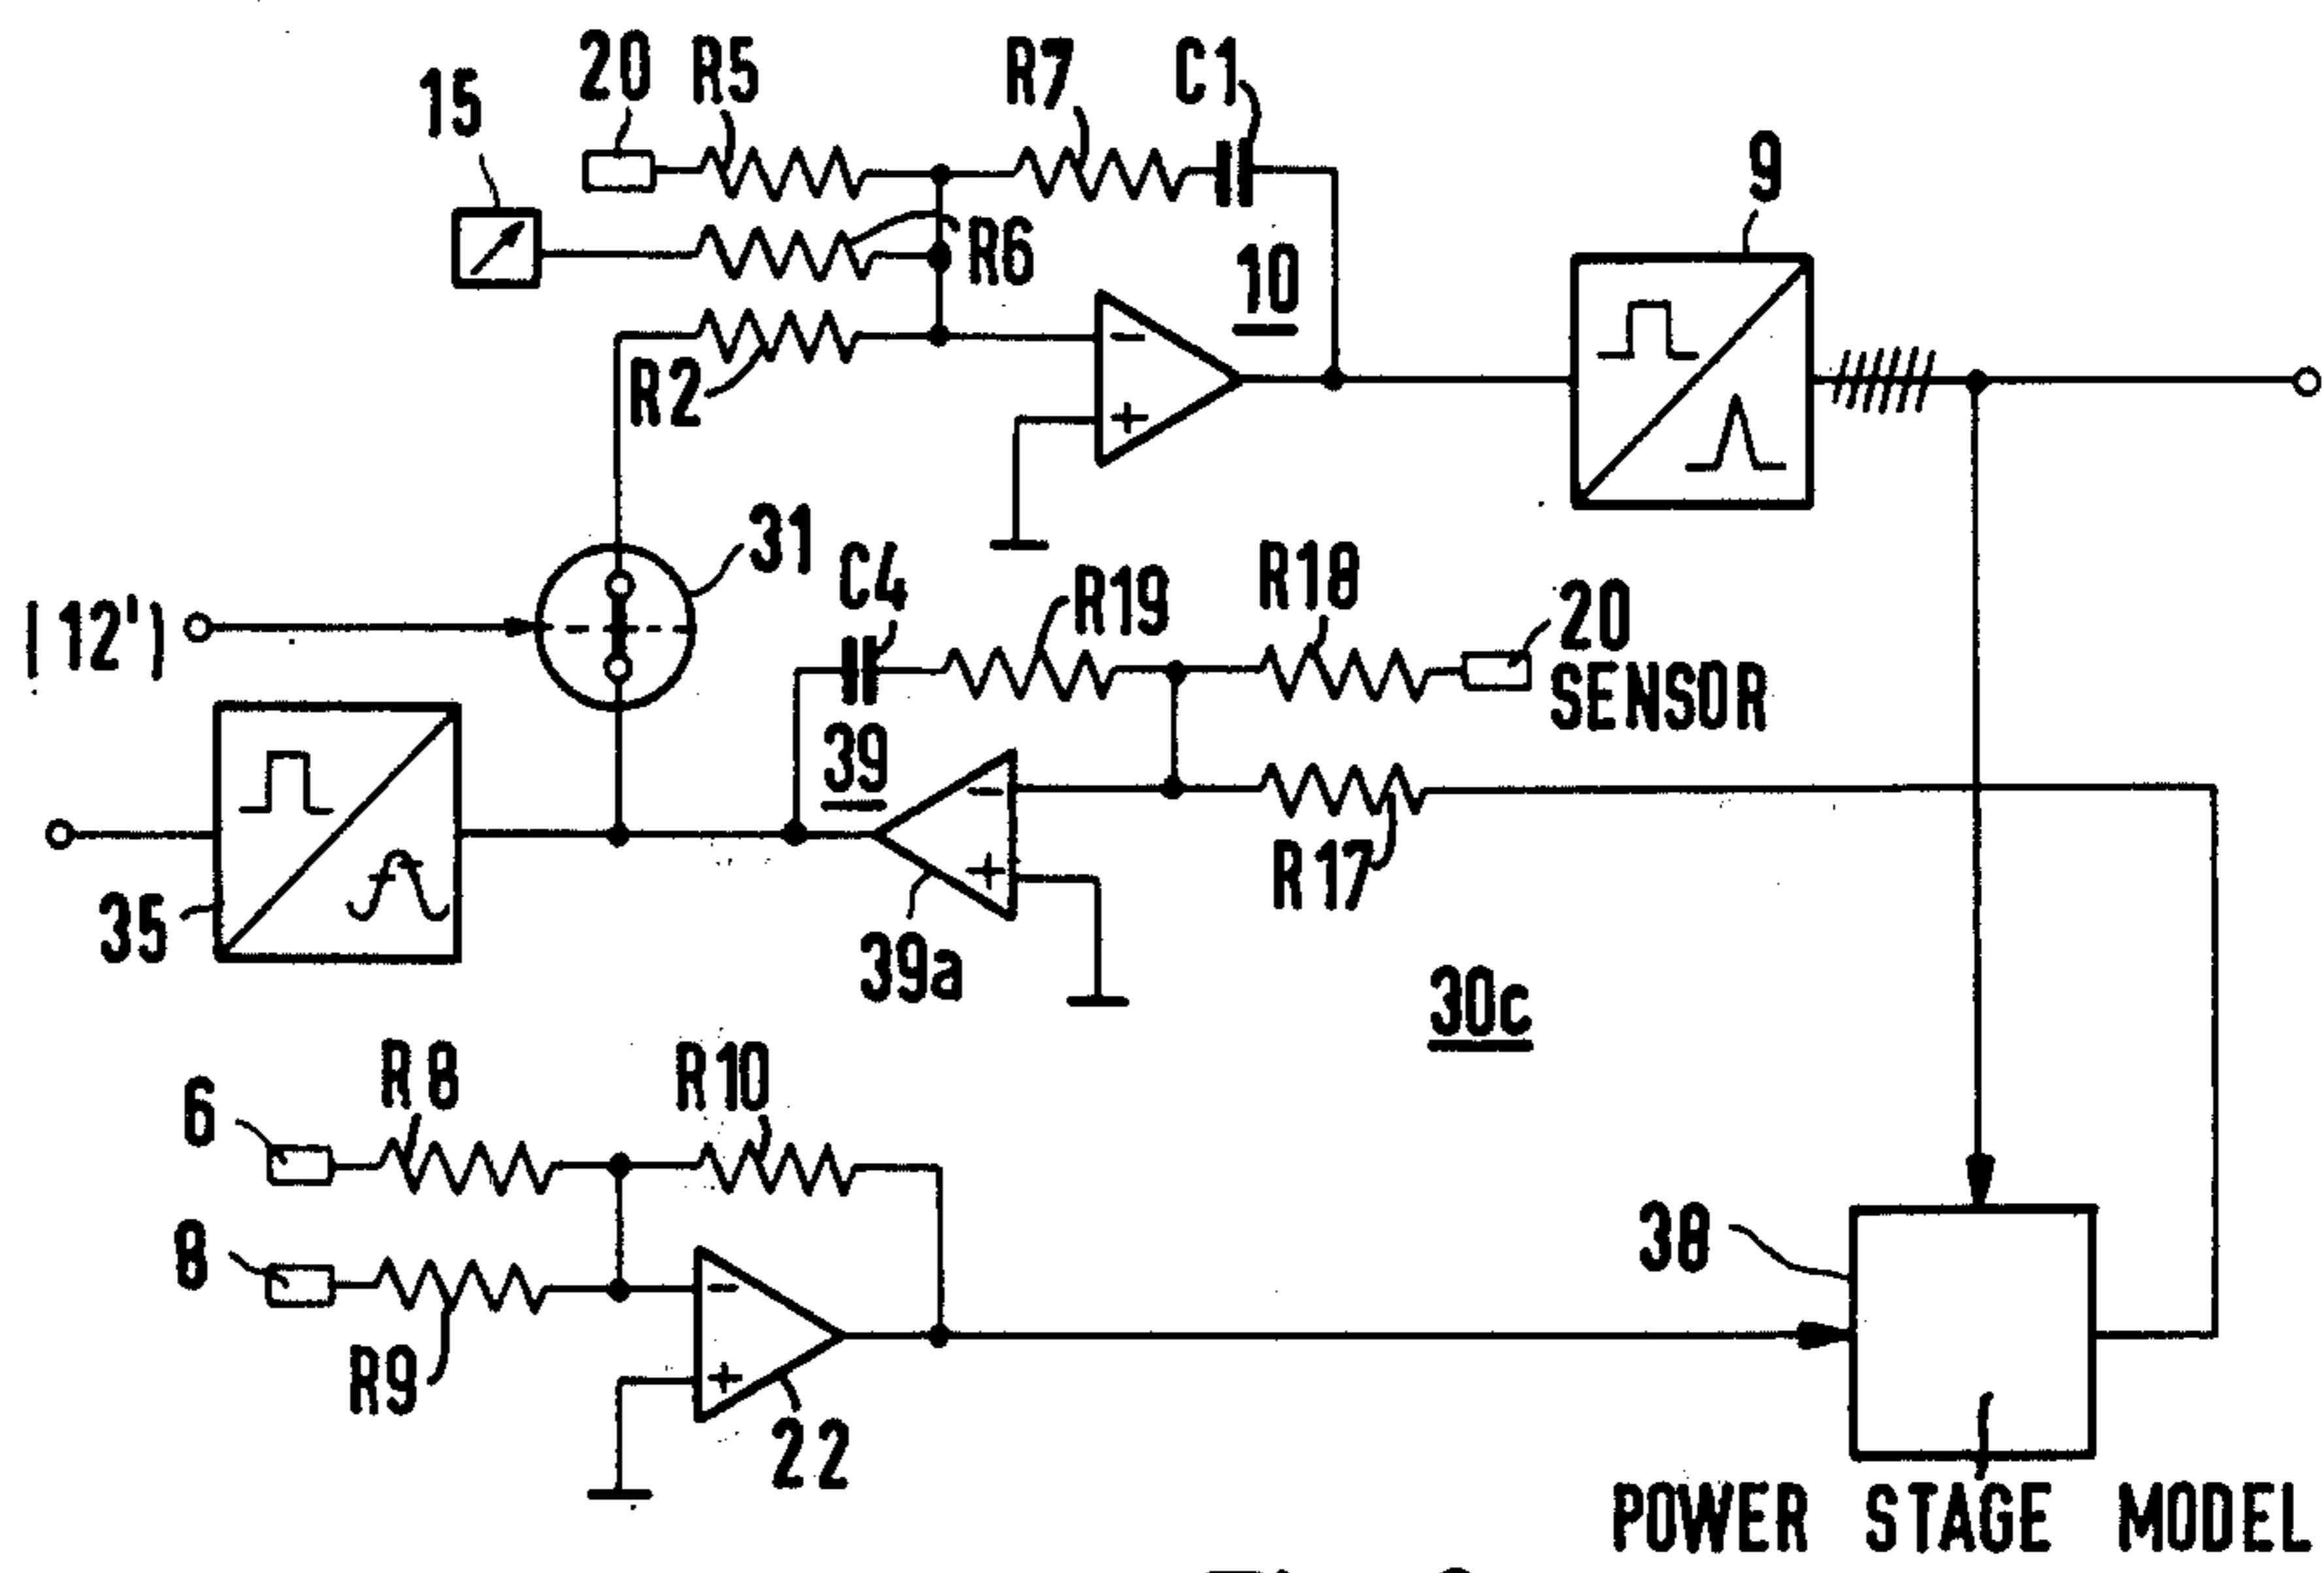 20 R5 R7 C1
15
9
R6
10
R2
31
C4 R19 R18
20
SENSOR
(12')
39
R17
35
39a
30c
R8 R10
6
38
8
R9
22
POWER STAGE MODEL